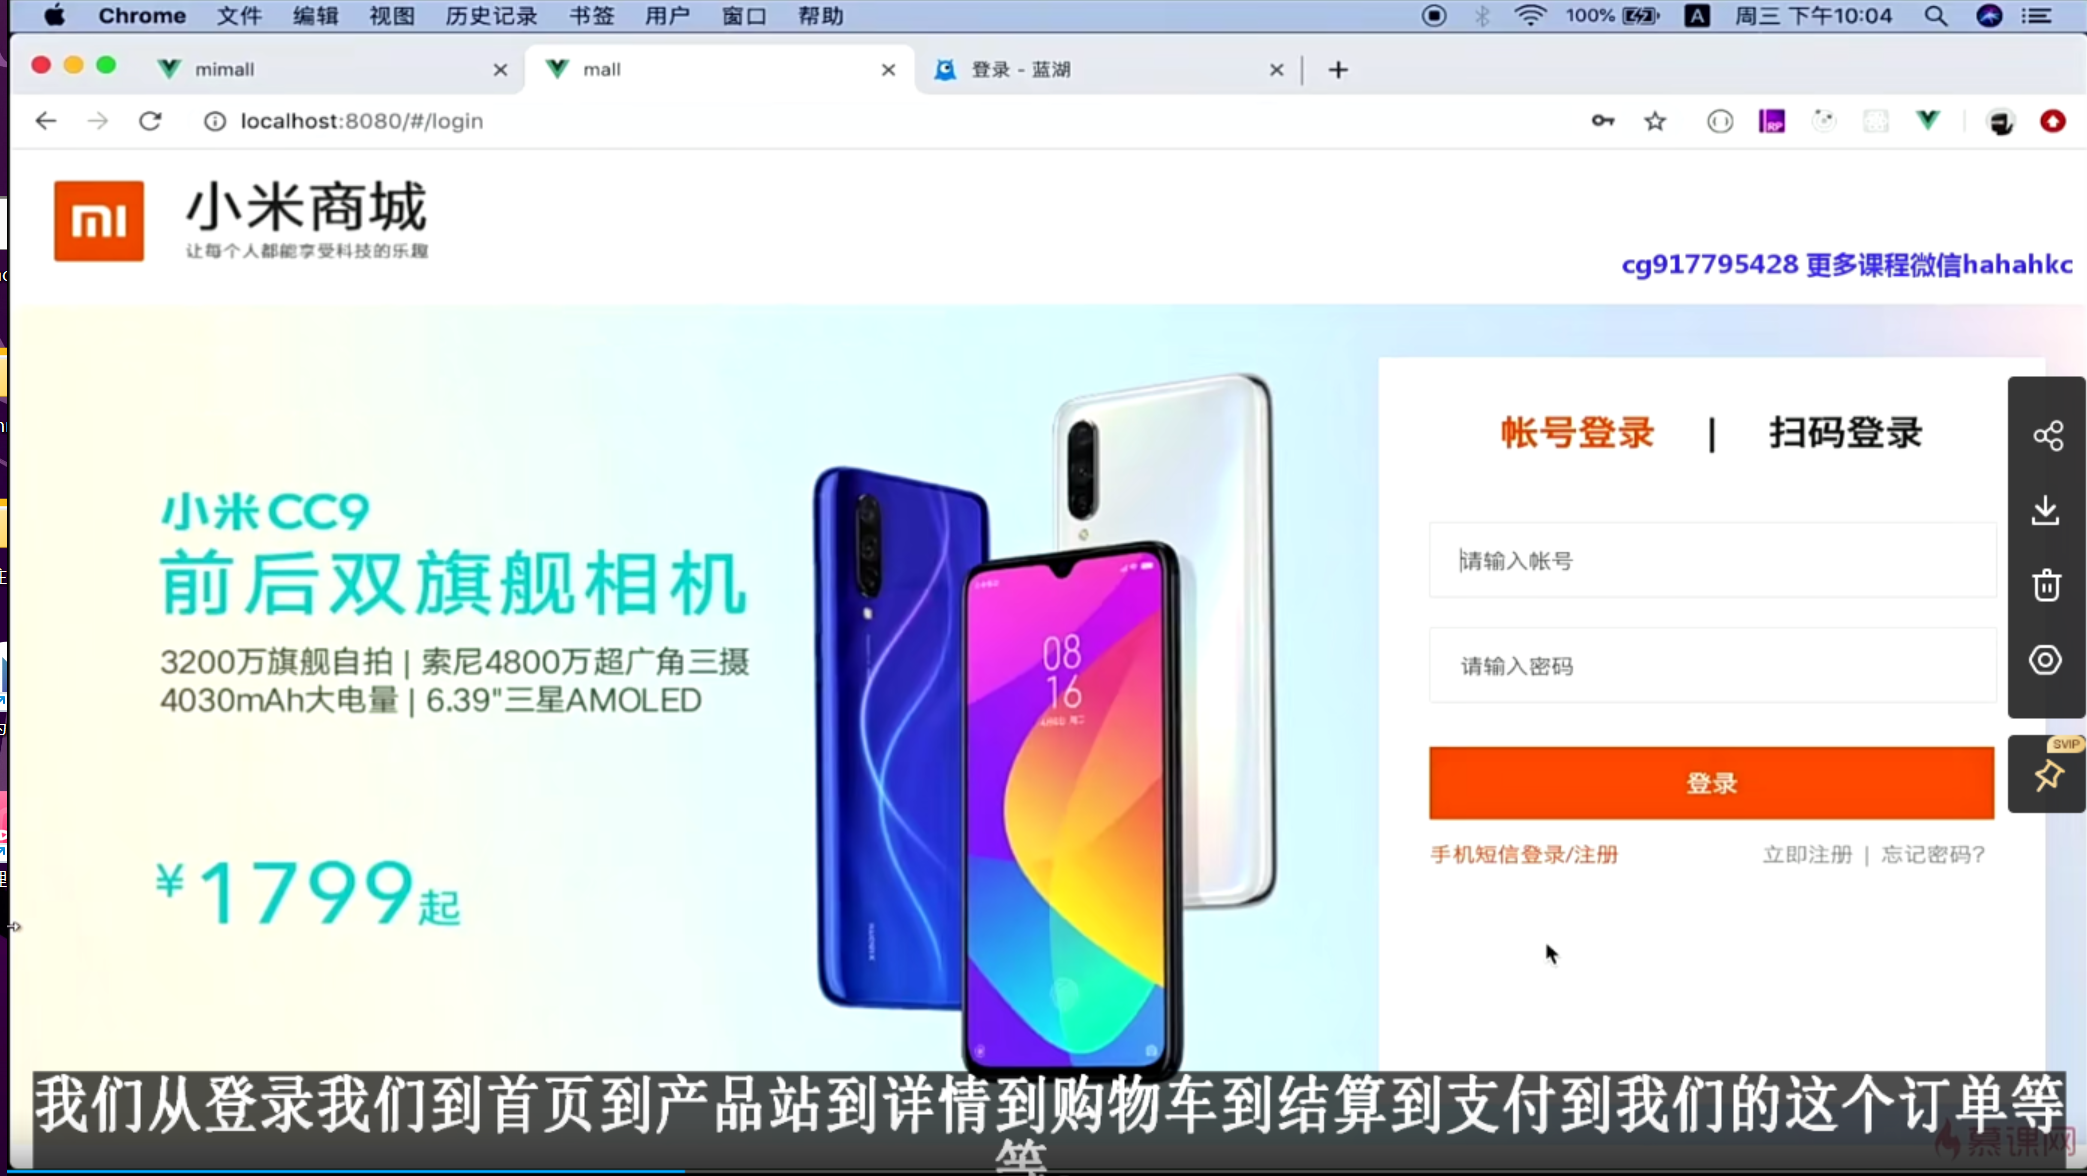 Chrome 文件 编辑 视图 历史记录 书签 用户 窗口 帮助 100% A 周三 下午10:04
mimall mall 登录 - 蓝湖
localhost:8080/#/login
RP
mi
小米商城
让每个人都能享受科技的乐趣
cg917795428 更多课程微信hahahkc
帐号登录 | 扫码登录
小米CC9
前后双旗舰相机
3200万旗舰自拍 | 索尼4800万超广角三摄
4030mAh大电量 | 6.39"三星AMOLED
¥1799起
08
16
请输入帐号
请输入密码
登录
SVIP
手机短信登录/注册 立即注册 | 忘记密码?
我们从登录我们到首页到产品站到详情到购物车到结算到支付到我们的这个订单等
等
慕课网